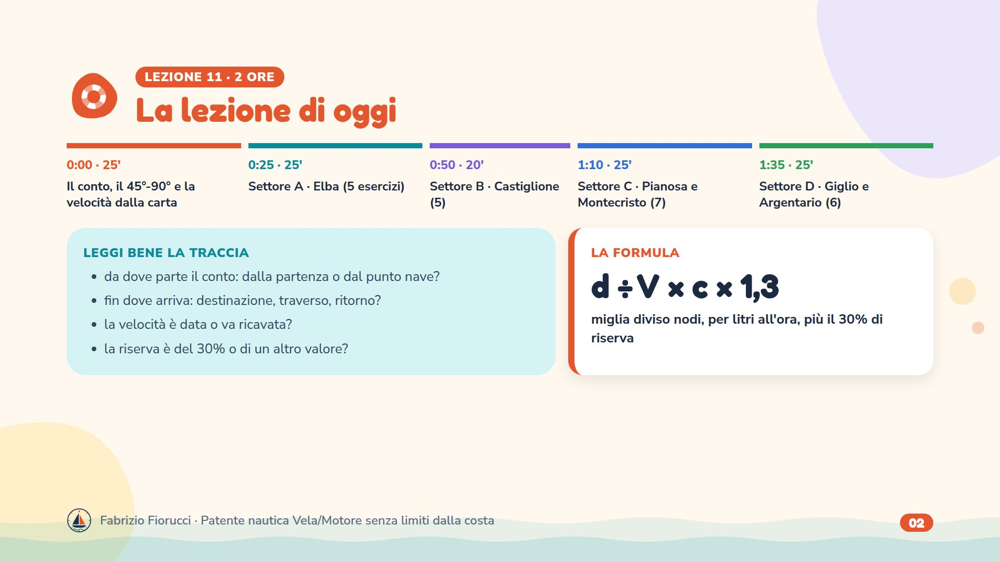 LEZIONE 11 · 2 ORE
La lezione di oggi
0:00 · 25'
Il conto, il 45°-90° e la
velocità dalla carta
0:25 · 25'
Settore A · Elba (5 esercizi)
0:50 · 20'
Settore B · Castiglione
(5)
1:10 · 25'
Settore C · Pianosa e
Montecristo (7)
1:35 · 25'
Settore D · Giglio e
Argentario (6)
LEGGI BENE LA TRACCIA
• da dove parte il conto: dalla partenza o dal punto nave?
• fin dove arriva: destinazione, traverso, ritorno?
• la velocità è data o va ricavata?
• la riserva è del 30% o di un altro valore?
LA FORMULA
d ÷ V × c × 1,3
miglia diviso nodi, per litri all'ora, più il 30% di
riserva
Fabrizio Fiorucci · Patente nautica Vela/Motore senza limiti dalla costa
02